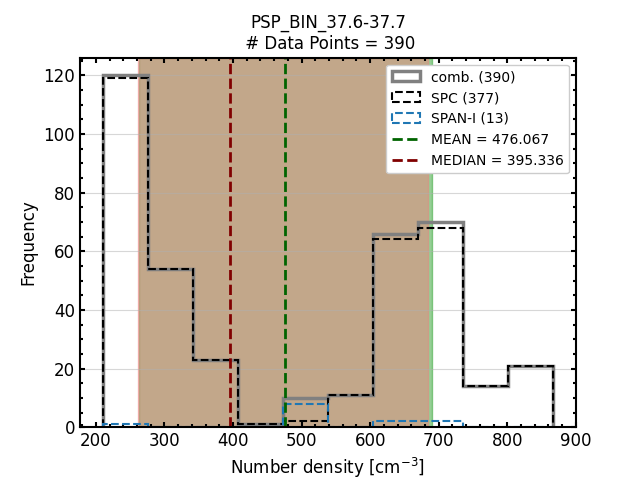 PSP_BIN_37.6-37.7
# Data Points = 390
comb. (390)
SPC (377)
SPAN-I (13)
MEAN = 476.067
MEDIAN = 395.336
Frequency
120
100
80
60
40
20
0
200 300 400 500 600 700 800 900
Number density [cm⁻³]